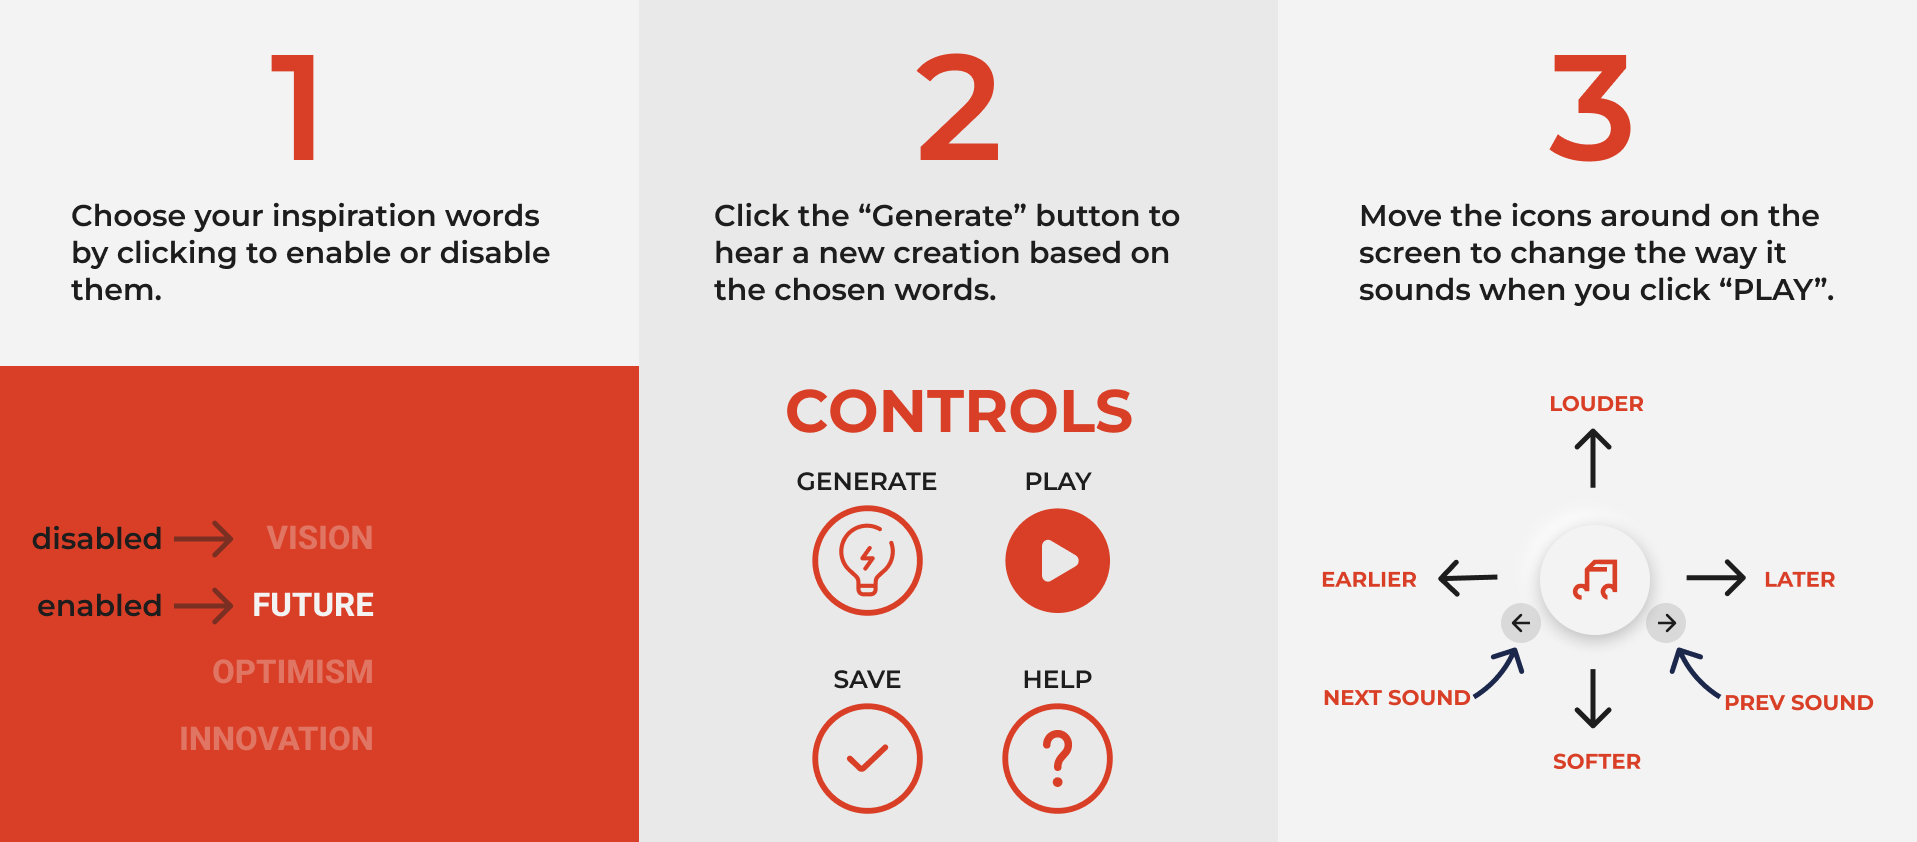 1
Choose your inspiration words
by clicking to enable or disable
them.
disabled
VISION
enabled
FUTURE
OPTIMISM
INNOVATION
2
Click the “Generate” button to
hear a new creation based on
the chosen words.
CONTROLS
GENERATE
PLAY
SAVE
HELP
3
Move the icons around on the
screen to change the way it
sounds when you click “PLAY”.
LOUDER
EARLIER
LATER
NEXT SOUND
PREV SOUND
SOFTER